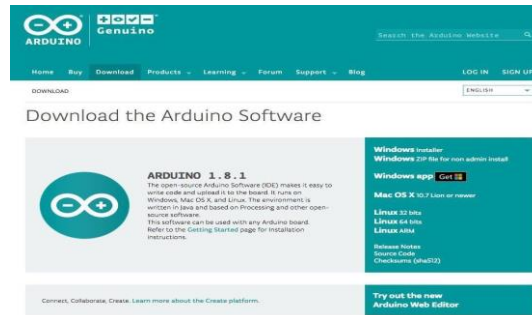 ARDUINO
Genuino
Search the Arduino Website
Home Buy Download Products Learning Forum Support Blog LOG IN SIGN UP
DOWNLOAD
ENGLISH
Download the Arduino Software
ARDUINO 1.8.1
The open-source Arduino Software (IDE) makes it easy to
write code and upload it to the board. It runs on
Windows, Mac OS X, and Linux. The environment is
written in Java and based on Processing and other open-
source software.
This software can be used with any Arduino board.
Refer to the Getting Started page for Installation
instructions.
Windows Installer
Windows ZIP file for non admin install
Windows app Get
Mac OS X 10.7 Lion or newer
Linux 32 bits
Linux 64 bits
Linux ARM
Release Notes
Source Code
Checksums (sha512)
Connect, Collaborate, Create. Learn more about the Create platform.
Try out the new
Arduino Web Editor